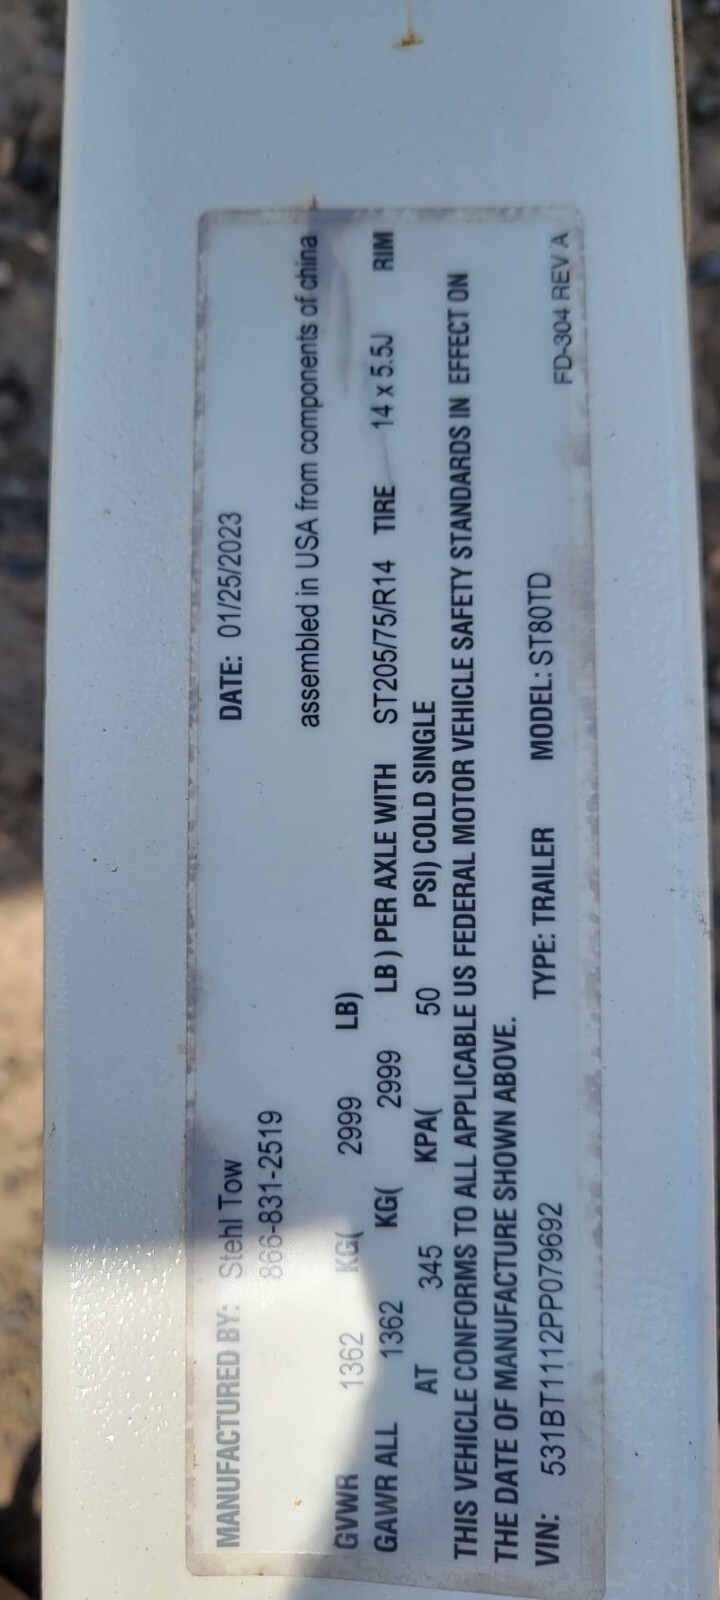 MANUFACTURED BY: Stehl Tow DATE: 01/25/2023
866-831-2519
assembled in USA from components of china
GVWR 1362 KG( 2999 LB)
GAWR ALL 1362 KG( 2999 LB ) PER AXLE WITH ST205/75/R14 TIRE 14 x 5.5J RIM
AT 345 KPA( 50 PSI) COLD SINGLE
THIS VEHICLE CONFORMS TO ALL APPLICABLE US FEDERAL MOTOR VEHICLE SAFETY STANDARDS IN EFFECT ON
THE DATE OF MANUFACTURE SHOWN ABOVE.
VIN: 531BT1112PP079692 TYPE: TRAILER MODEL: ST80TD FD-304 REV A